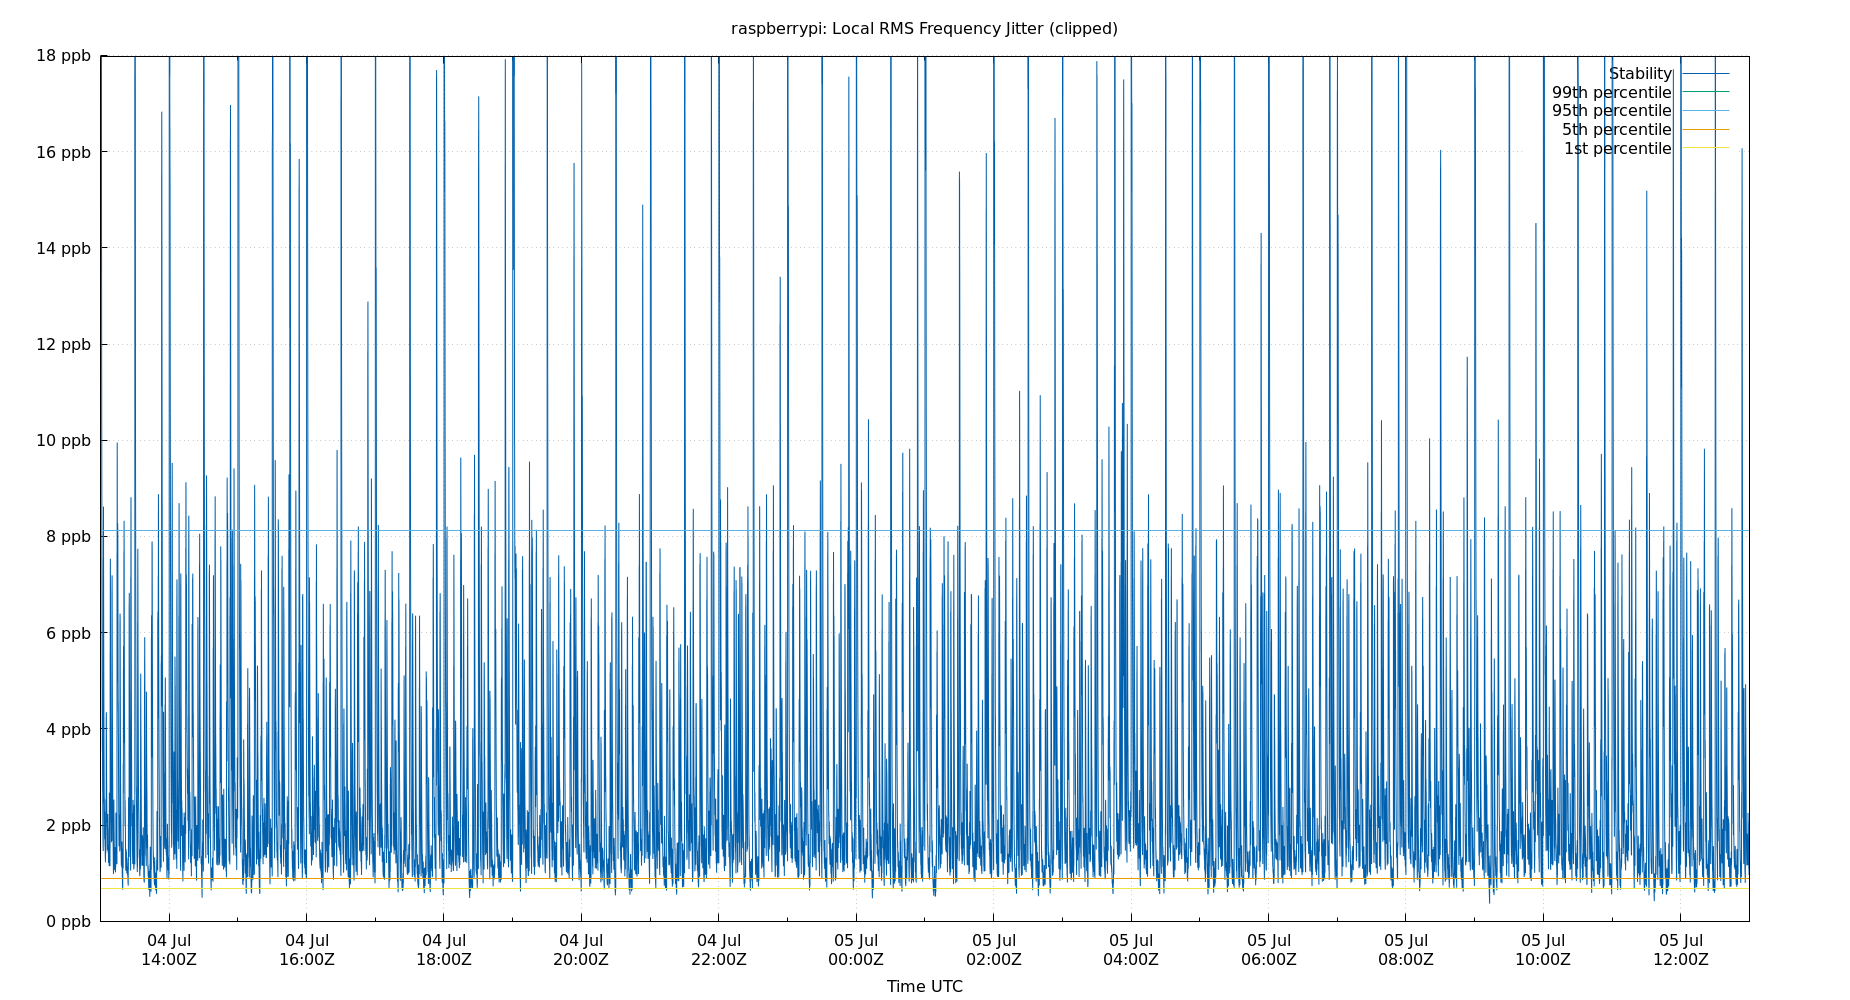 raspberrypi: Local RMS Frequency Jitter (clipped)
18 ppb
16 ppb
14 ppb
12 ppb
10 ppb
8 ppb
6 ppb
4 ppb
2 ppb
0 ppb
Stability
99th percentile
95th percentile
5th percentile
1st percentile
04 Jul 04 Jul 04 Jul 04 Jul 04 Jul 05 Jul 05 Jul 05 Jul 05 Jul 05 Jul 05 Jul 05 Jul
14:00Z 16:00Z 18:00Z 20:00Z 22:00Z 00:00Z 02:00Z 04:00Z 06:00Z 08:00Z 10:00Z 12:00Z
Time UTC